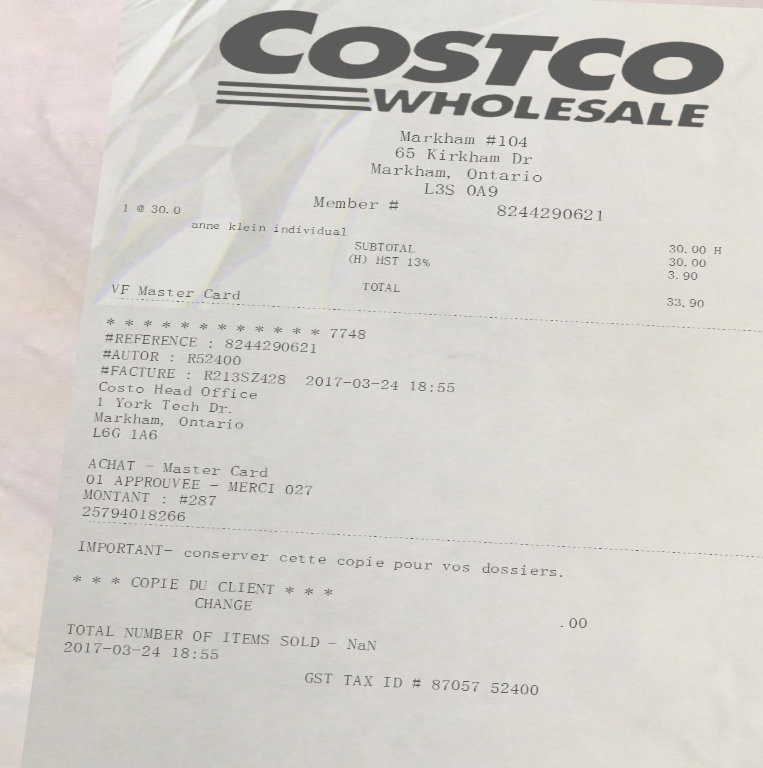 COSTCO
WHOLESALE
Markham #104
65 Kirkham Dr
Markham, Ontario
L3S 0A9
Member # 8244290621
1 @ 30.0
anne klein individual 30.00 H
SUBTOTAL 30.00
(H) HST 13% 3.90
TOTAL 33.90
VF Master Card
* * * * * * * * * * * * 7748
#REFERENCE : 8244290621
#AUTOR : R52400
#FACTURE : R213SZ428 2017-03-24 18:55
Costo Head Office
1 York Tech Dr.
Markham, Ontario
L6G 1A6
ACHAT - Master Card
01 APPROUVEE - MERCI 027
MONTANT : #287
25794018266
IMPORTANT- conserver cette copie pour vos dossiers.
* * * COPIE DU CLIENT * * *
CHANGE .00
TOTAL NUMBER OF ITEMS SOLD - NaN
2017-03-24 18:55
GST TAX ID # 87057 52400